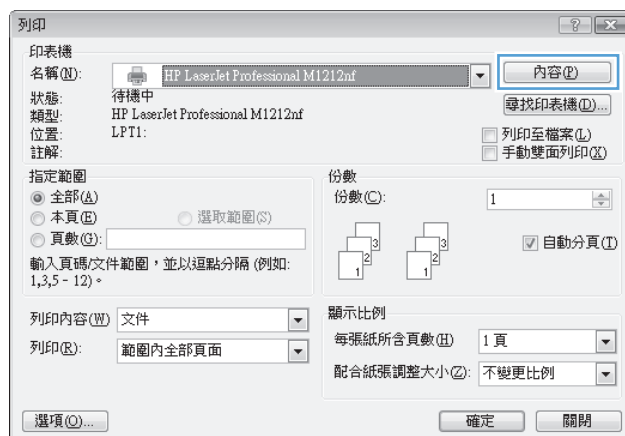 列印
印表機
名稱(N): HP LaserJet Professional M1212nf 內容(P)
狀態: 待機中
類型: HP LaserJet Professional M1212nf 尋找印表機(D)...
位置: LPT1: 列印至檔案(L)
註解: 手動雙面列印(X)
指定範圍 份數
全部(A) 份數(C): 1
本頁(E) 選取範圍(S)
頁數(G): 自動分頁(T)
輸入頁碼/文件範圍，並以逗點分隔 (例如:
1,3,5 - 12)。
3 2 1 3 2 1
列印內容(W) 文件 顯示比例
每張紙所含頁數(H) 1 頁
列印(R): 範圍內全部頁面
配合紙張調整大小(Z): 不變更比例
選項(O)... 確定 關閉